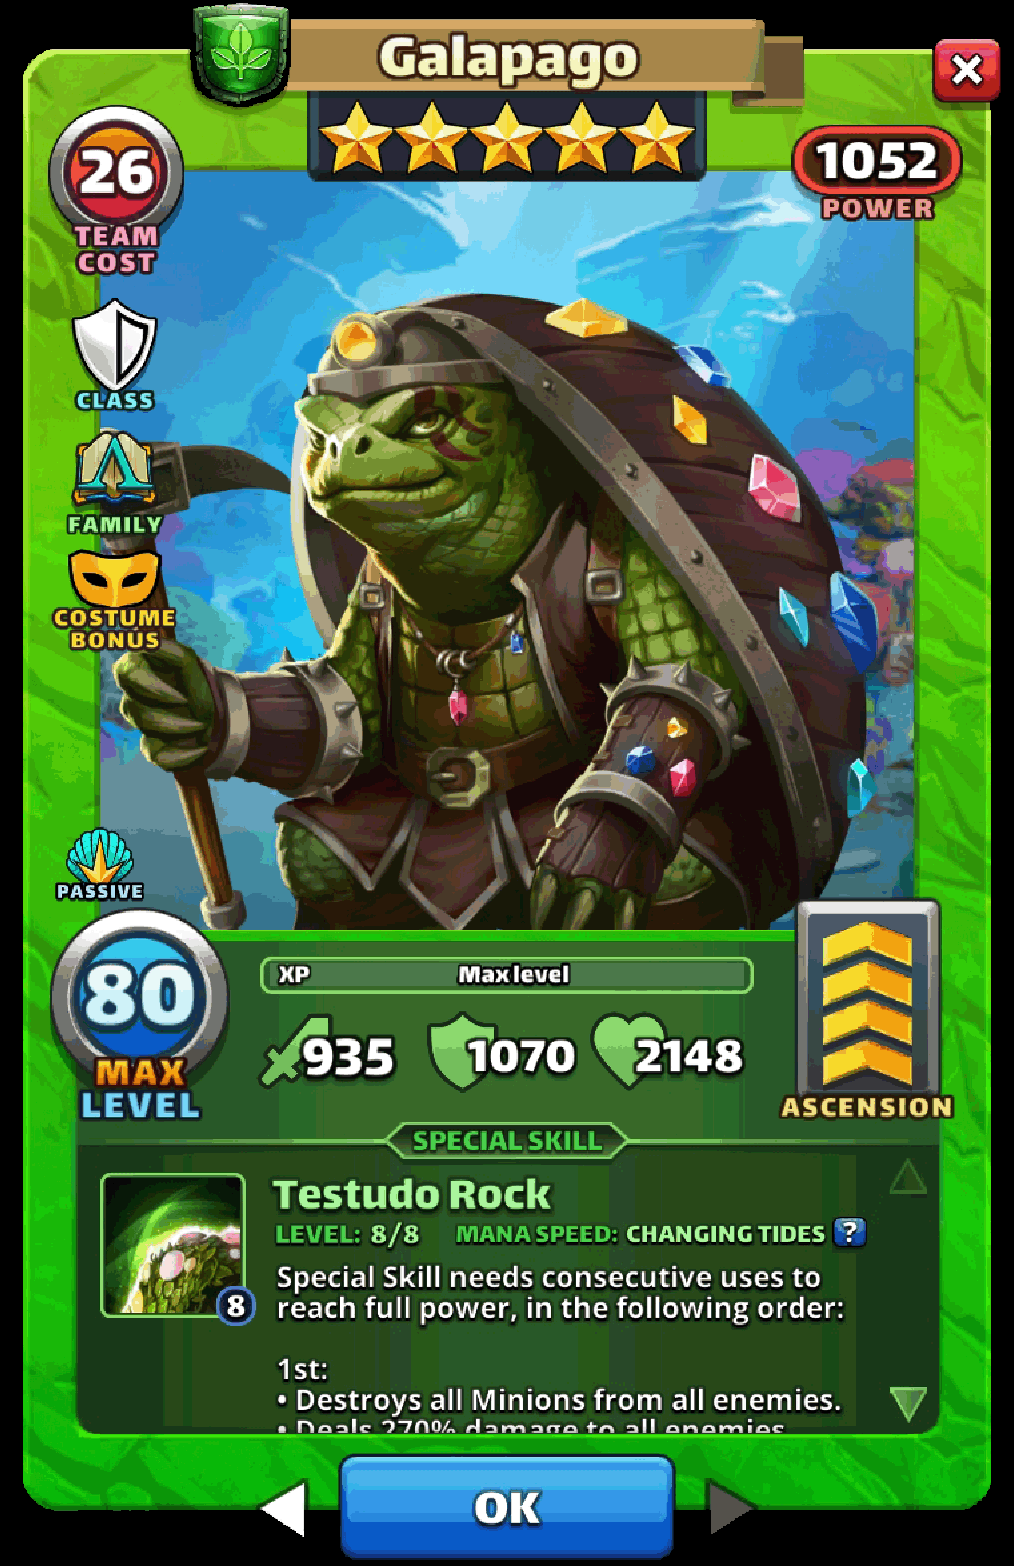 Galapago
26
TEAM
COST
1052
POWER
CLASS
FAMILY
COSTUME
BONUS
PASSIVE
80
MAX
LEVEL
XP
Max level
935
1070
2148
ASCENSION
SPECIAL SKILL
Testudo Rock
LEVEL: 8/8
MANA SPEED: CHANGING TIDES ?
8
Special Skill needs consecutive uses to
reach full power, in the following order:
1st:
• Destroys all Minions from all enemies.
• Deals 270% damage to all enemies
OK